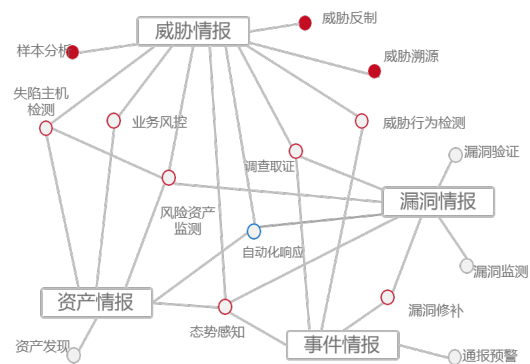 威胁反制
威胁情报
样本分析
威胁溯源
失陷主机
检测
业务风控
威胁行为检测
漏洞验证
调查取证
漏洞情报
风险资产
监测
自动化响应
漏洞监测
资产情报
漏洞修补
态势感知
事件情报
资产发现
通报预警